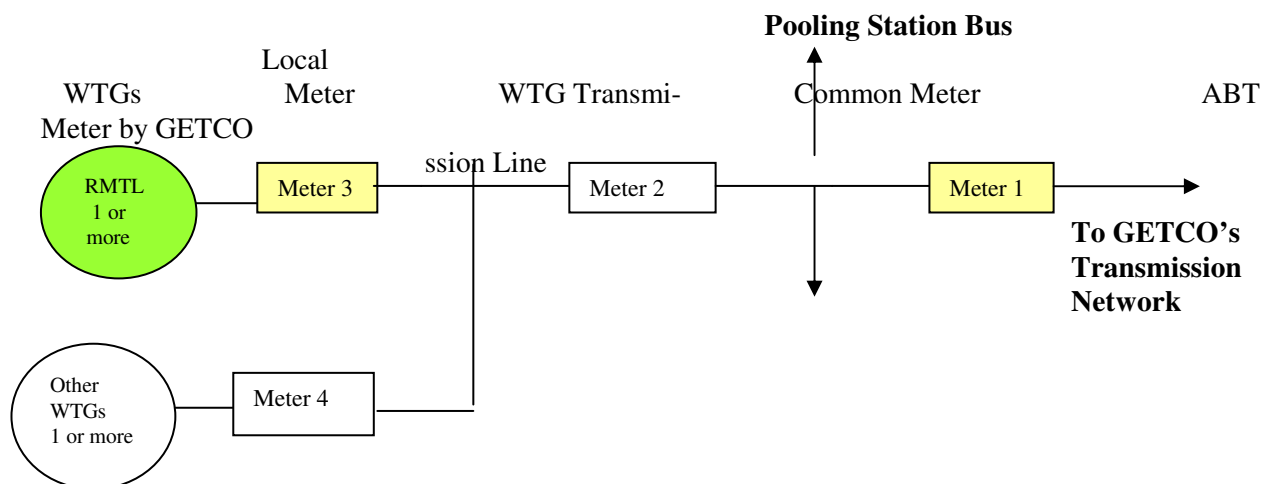 Pooling Station Bus
Local
WTGs Meter WTG Transmi- Common Meter ABT
Meter by GETCO
ssion Line
RMTL
1 or
more
Meter 3
Meter 2
Meter 1
To GETCO's
Transmission
Network
Other
WTGs
1 or more
Meter 4